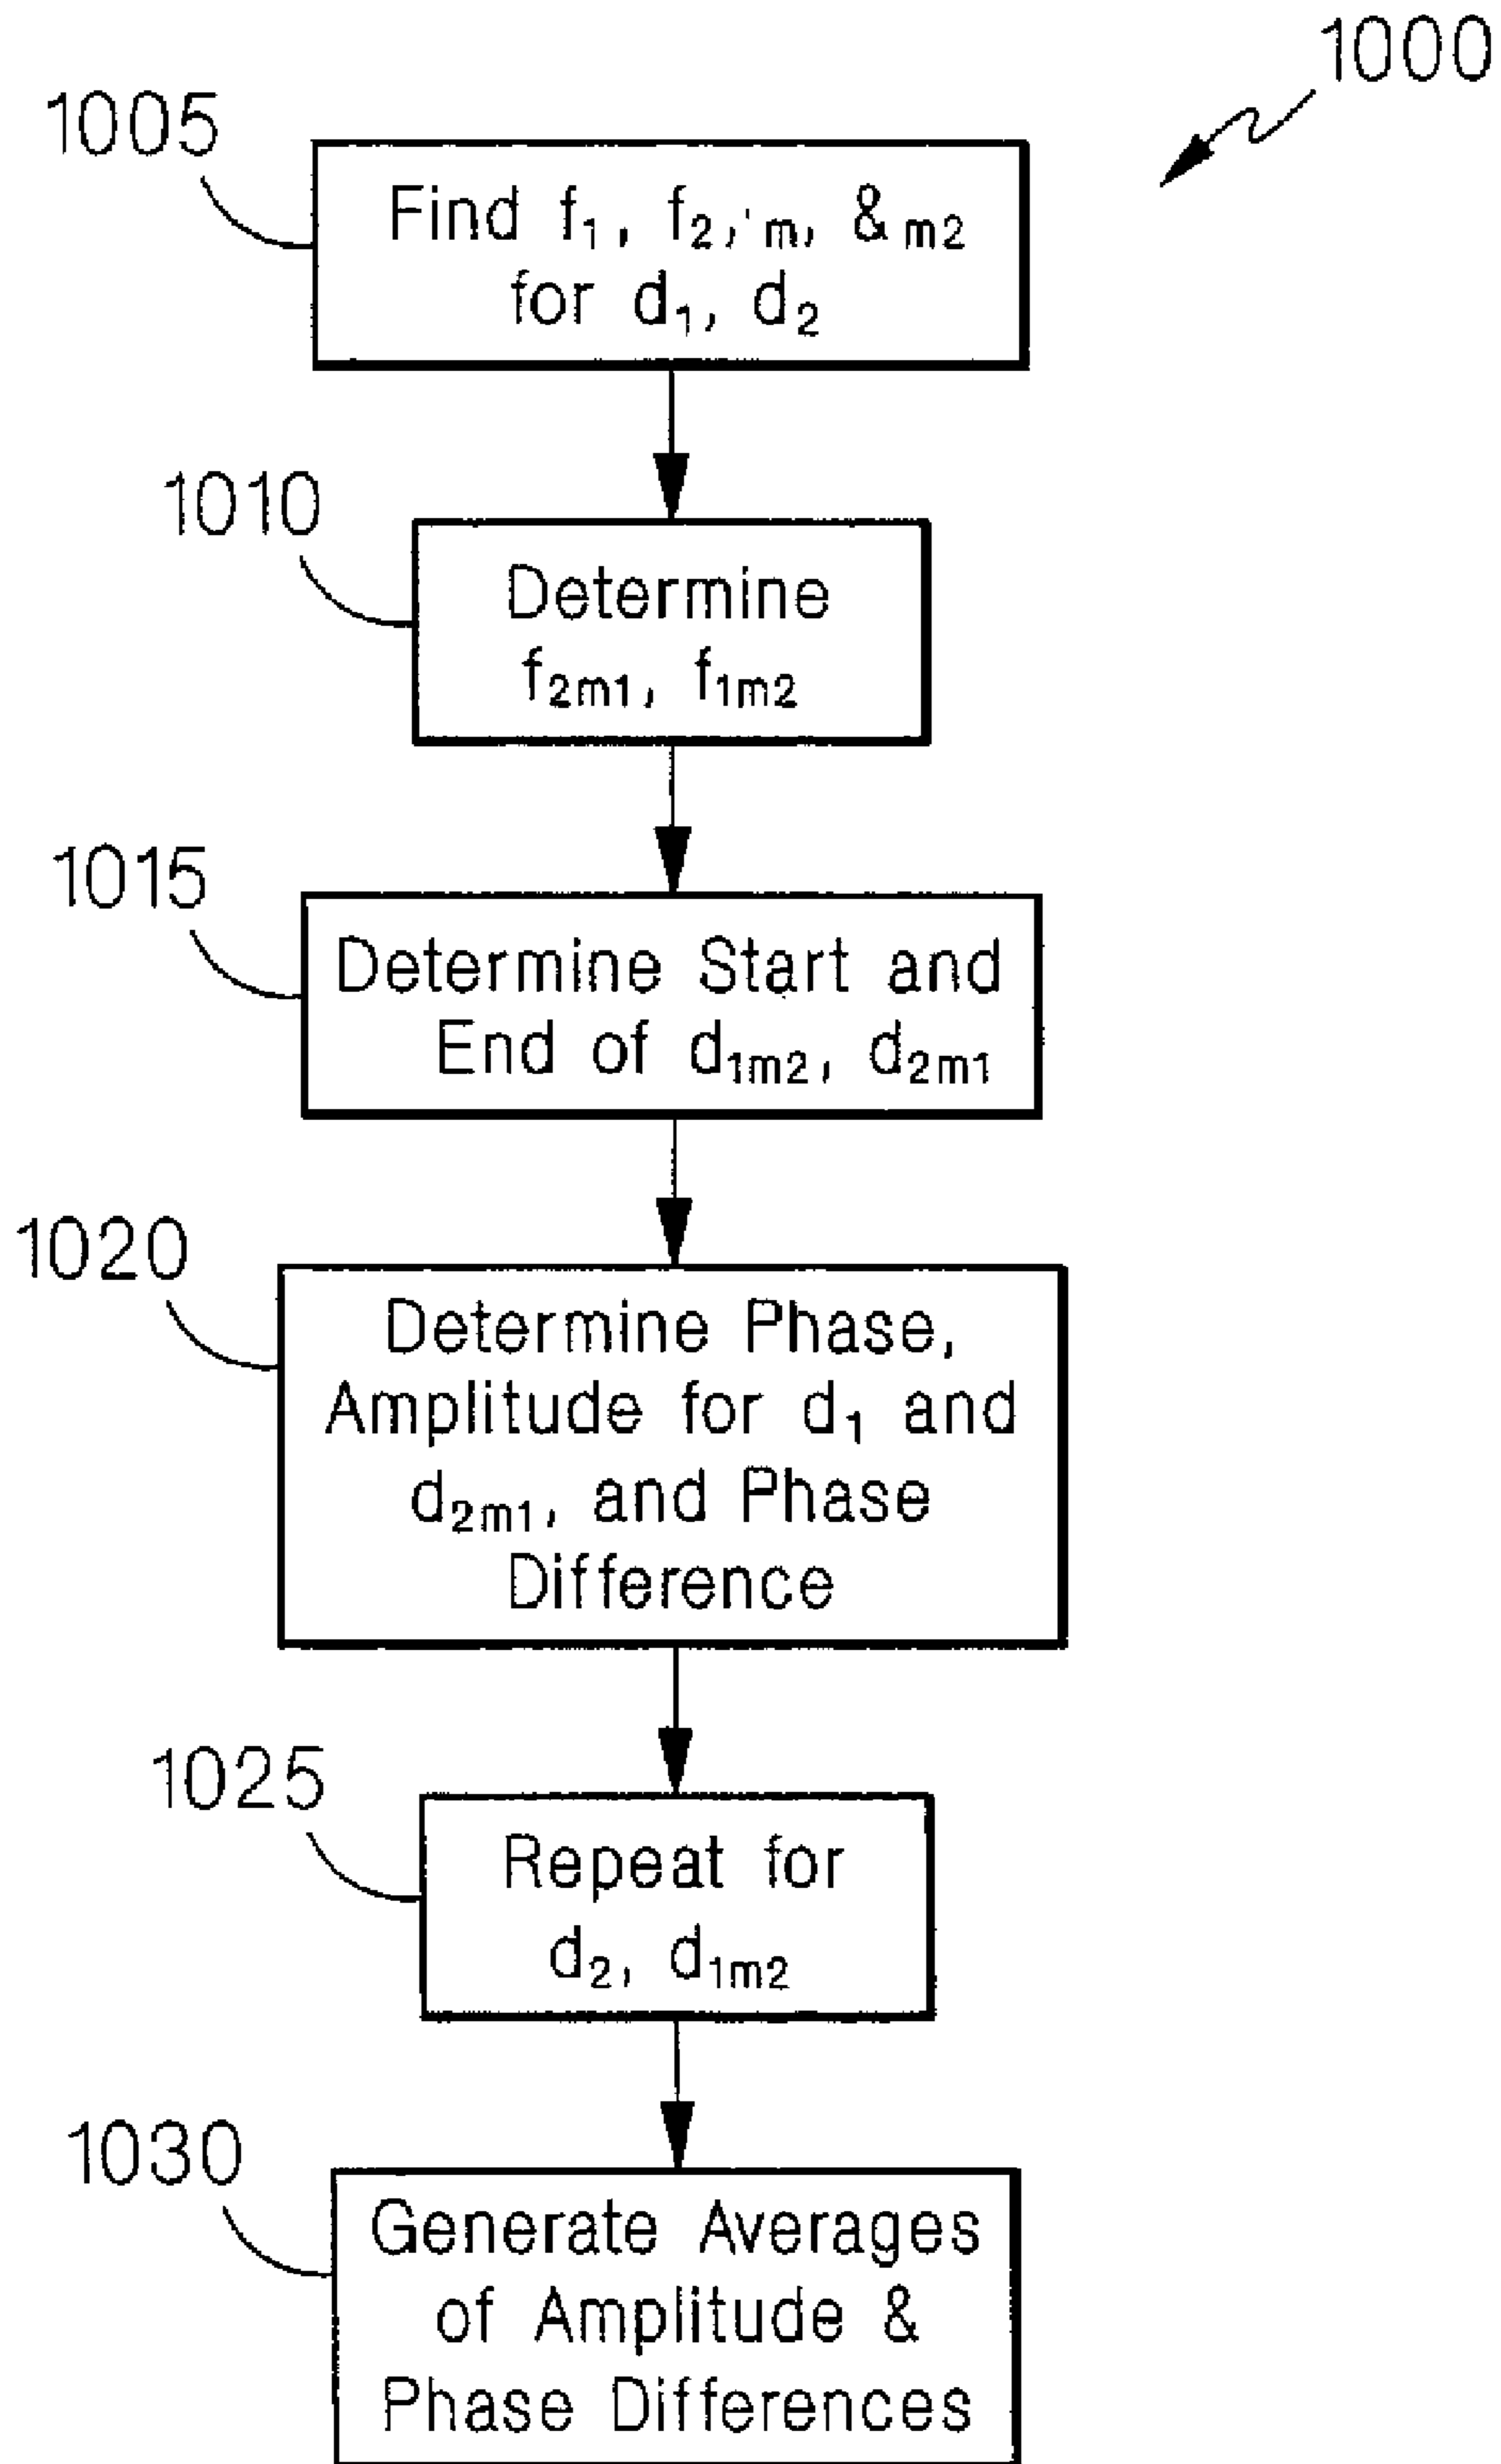 1000
1005
Find f₁, f₂, 'm, &m2
for d₁, d₂
1010
Determine
f₂m₁, f₁m₂
1015
Determine Start and
End of d₁m₂, d₂m₁
1020
Determine Phase,
Amplitude for d₁ and
d₂m₁, and Phase
Difference
1025
Repeat for
d₂, d₁m₂
1030
Generate Averages
of Amplitude &
Phase Differences